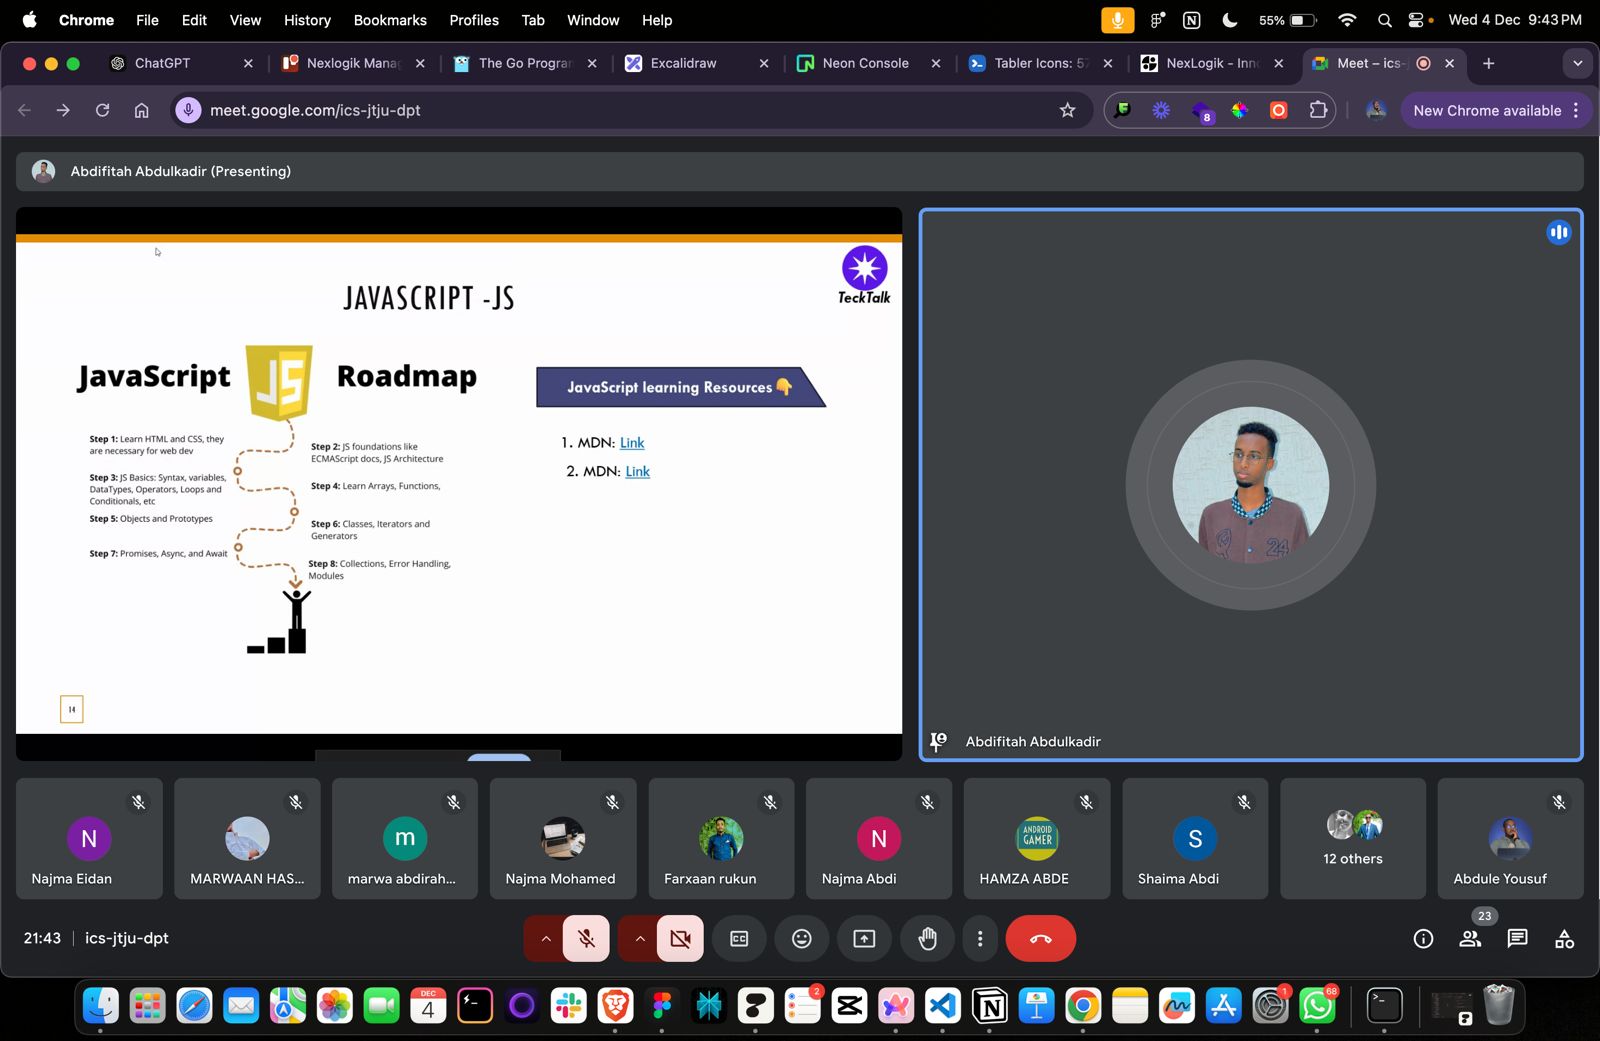 Chrome File Edit View History Bookmarks Profiles Tab Window Help
55% Wed 4 Dec 9:43 PM
ChatGPT
Nexlogik Mana
The Go Program
Excalidraw
Neon Console
Tabler Icons: 57
NexLogik - Inno
Meet – ics-
meet.google.com/ics-jtju-dpt
8
New Chrome available
Abdifitah Abdulkadir (Presenting)
TeckTalk
JAVASCRIPT -JS
JavaScript JS Roadmap
Step 1: Learn HTML and CSS, they
are necessary for web dev
Step 2: JS foundations like
ECMAScript docs, JS Architecture
Step 3: JS Basics: Syntax, variables,
DataTypes, Operators, Loops and
Conditionals, etc
Step 4: Learn Arrays, Functions,
Step 5: Objects and Prototypes
Step 6: Classes, Iterators and
Generators
Step 7: Promises, Async, and Await
Step 8: Collections, Error Handling,
Modules
JavaScript learning Resources👇
1. MDN: Link
2. MDN: Link
14
24
Abdifitah Abdulkadir
N
Najma Eidan
MARWAAN HAS...
m
marwa abdirah...
Najma Mohamed
Farxaan rukun
N
Najma Abdi
ANDROID
GAMER
HAMZA ABDE
S
Shaima Abdi
12 others
Abdule Yousuf
21:43 | ics-jtju-dpt
CC
23
DEC
4
2
1
68